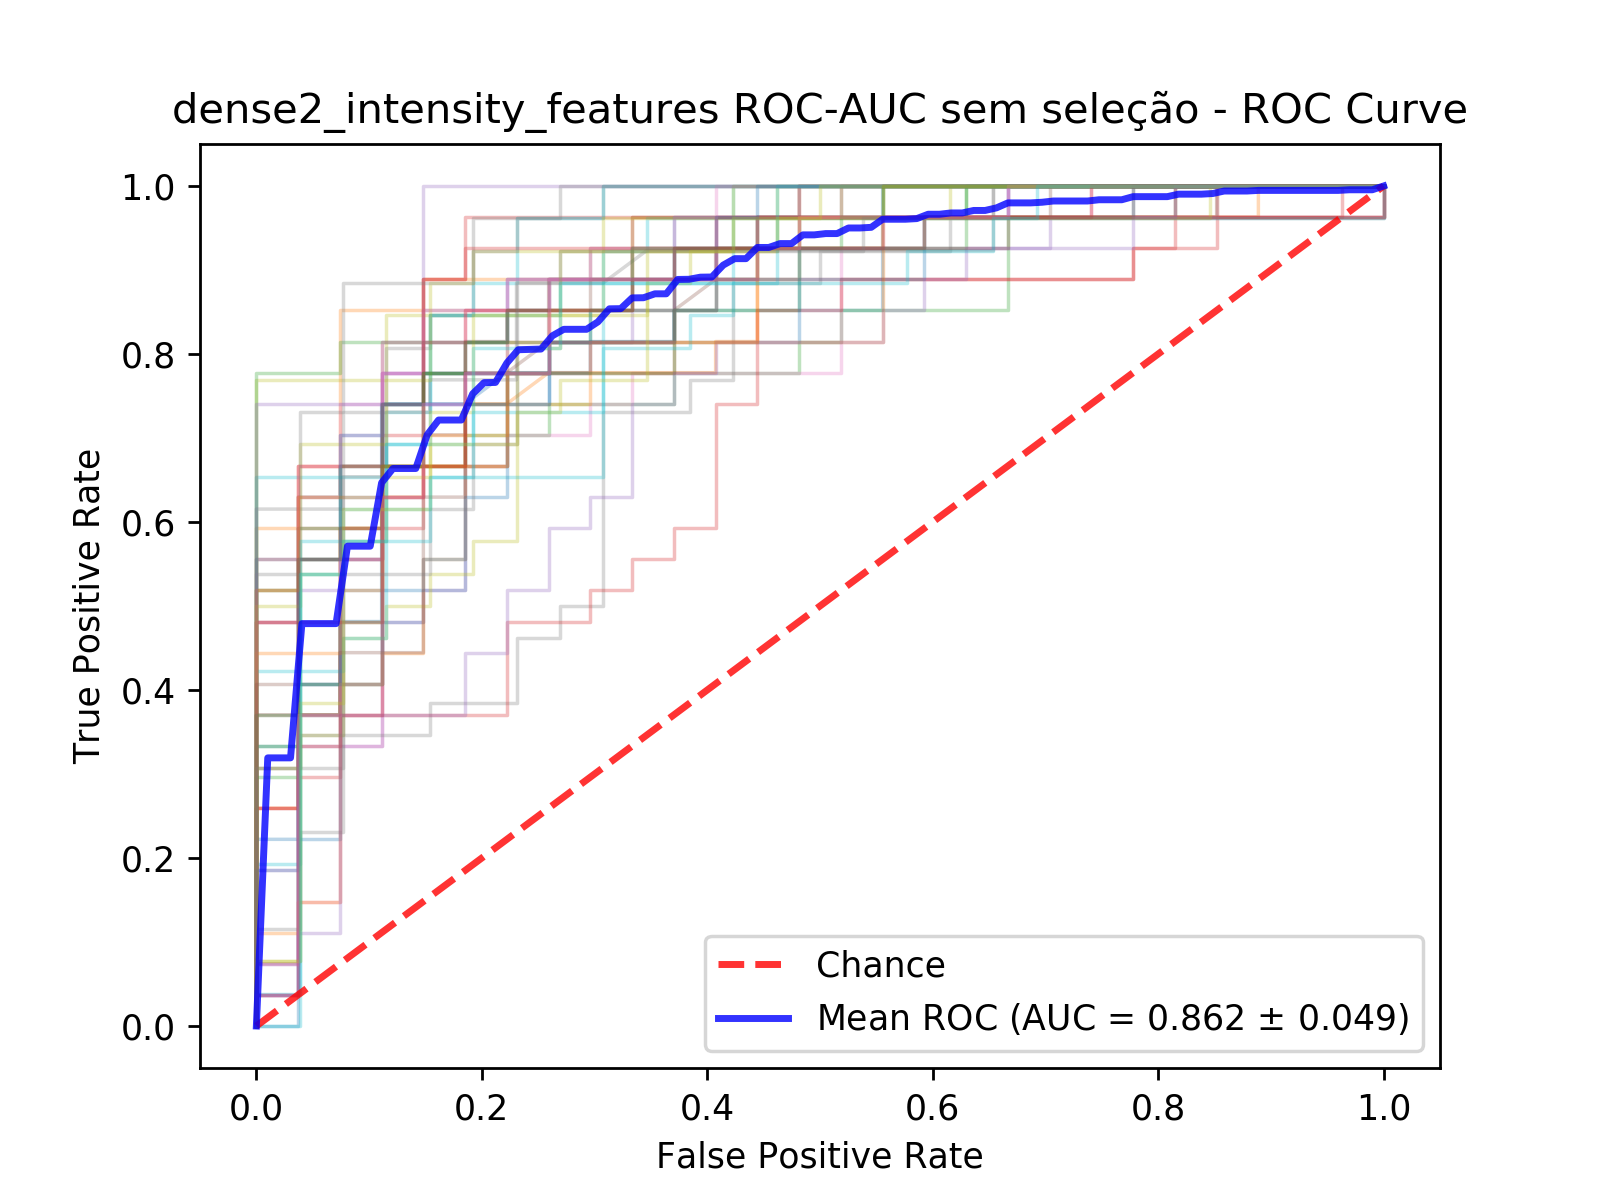 dense2_intensity_features ROC-AUC sem seleção - ROC Curve
True Positive Rate
1.0
0.8
0.6
0.4
0.2
0.0
Chance
Mean ROC (AUC = 0.862 ± 0.049)
0.0 0.2 0.4 0.6 0.8 1.0
False Positive Rate